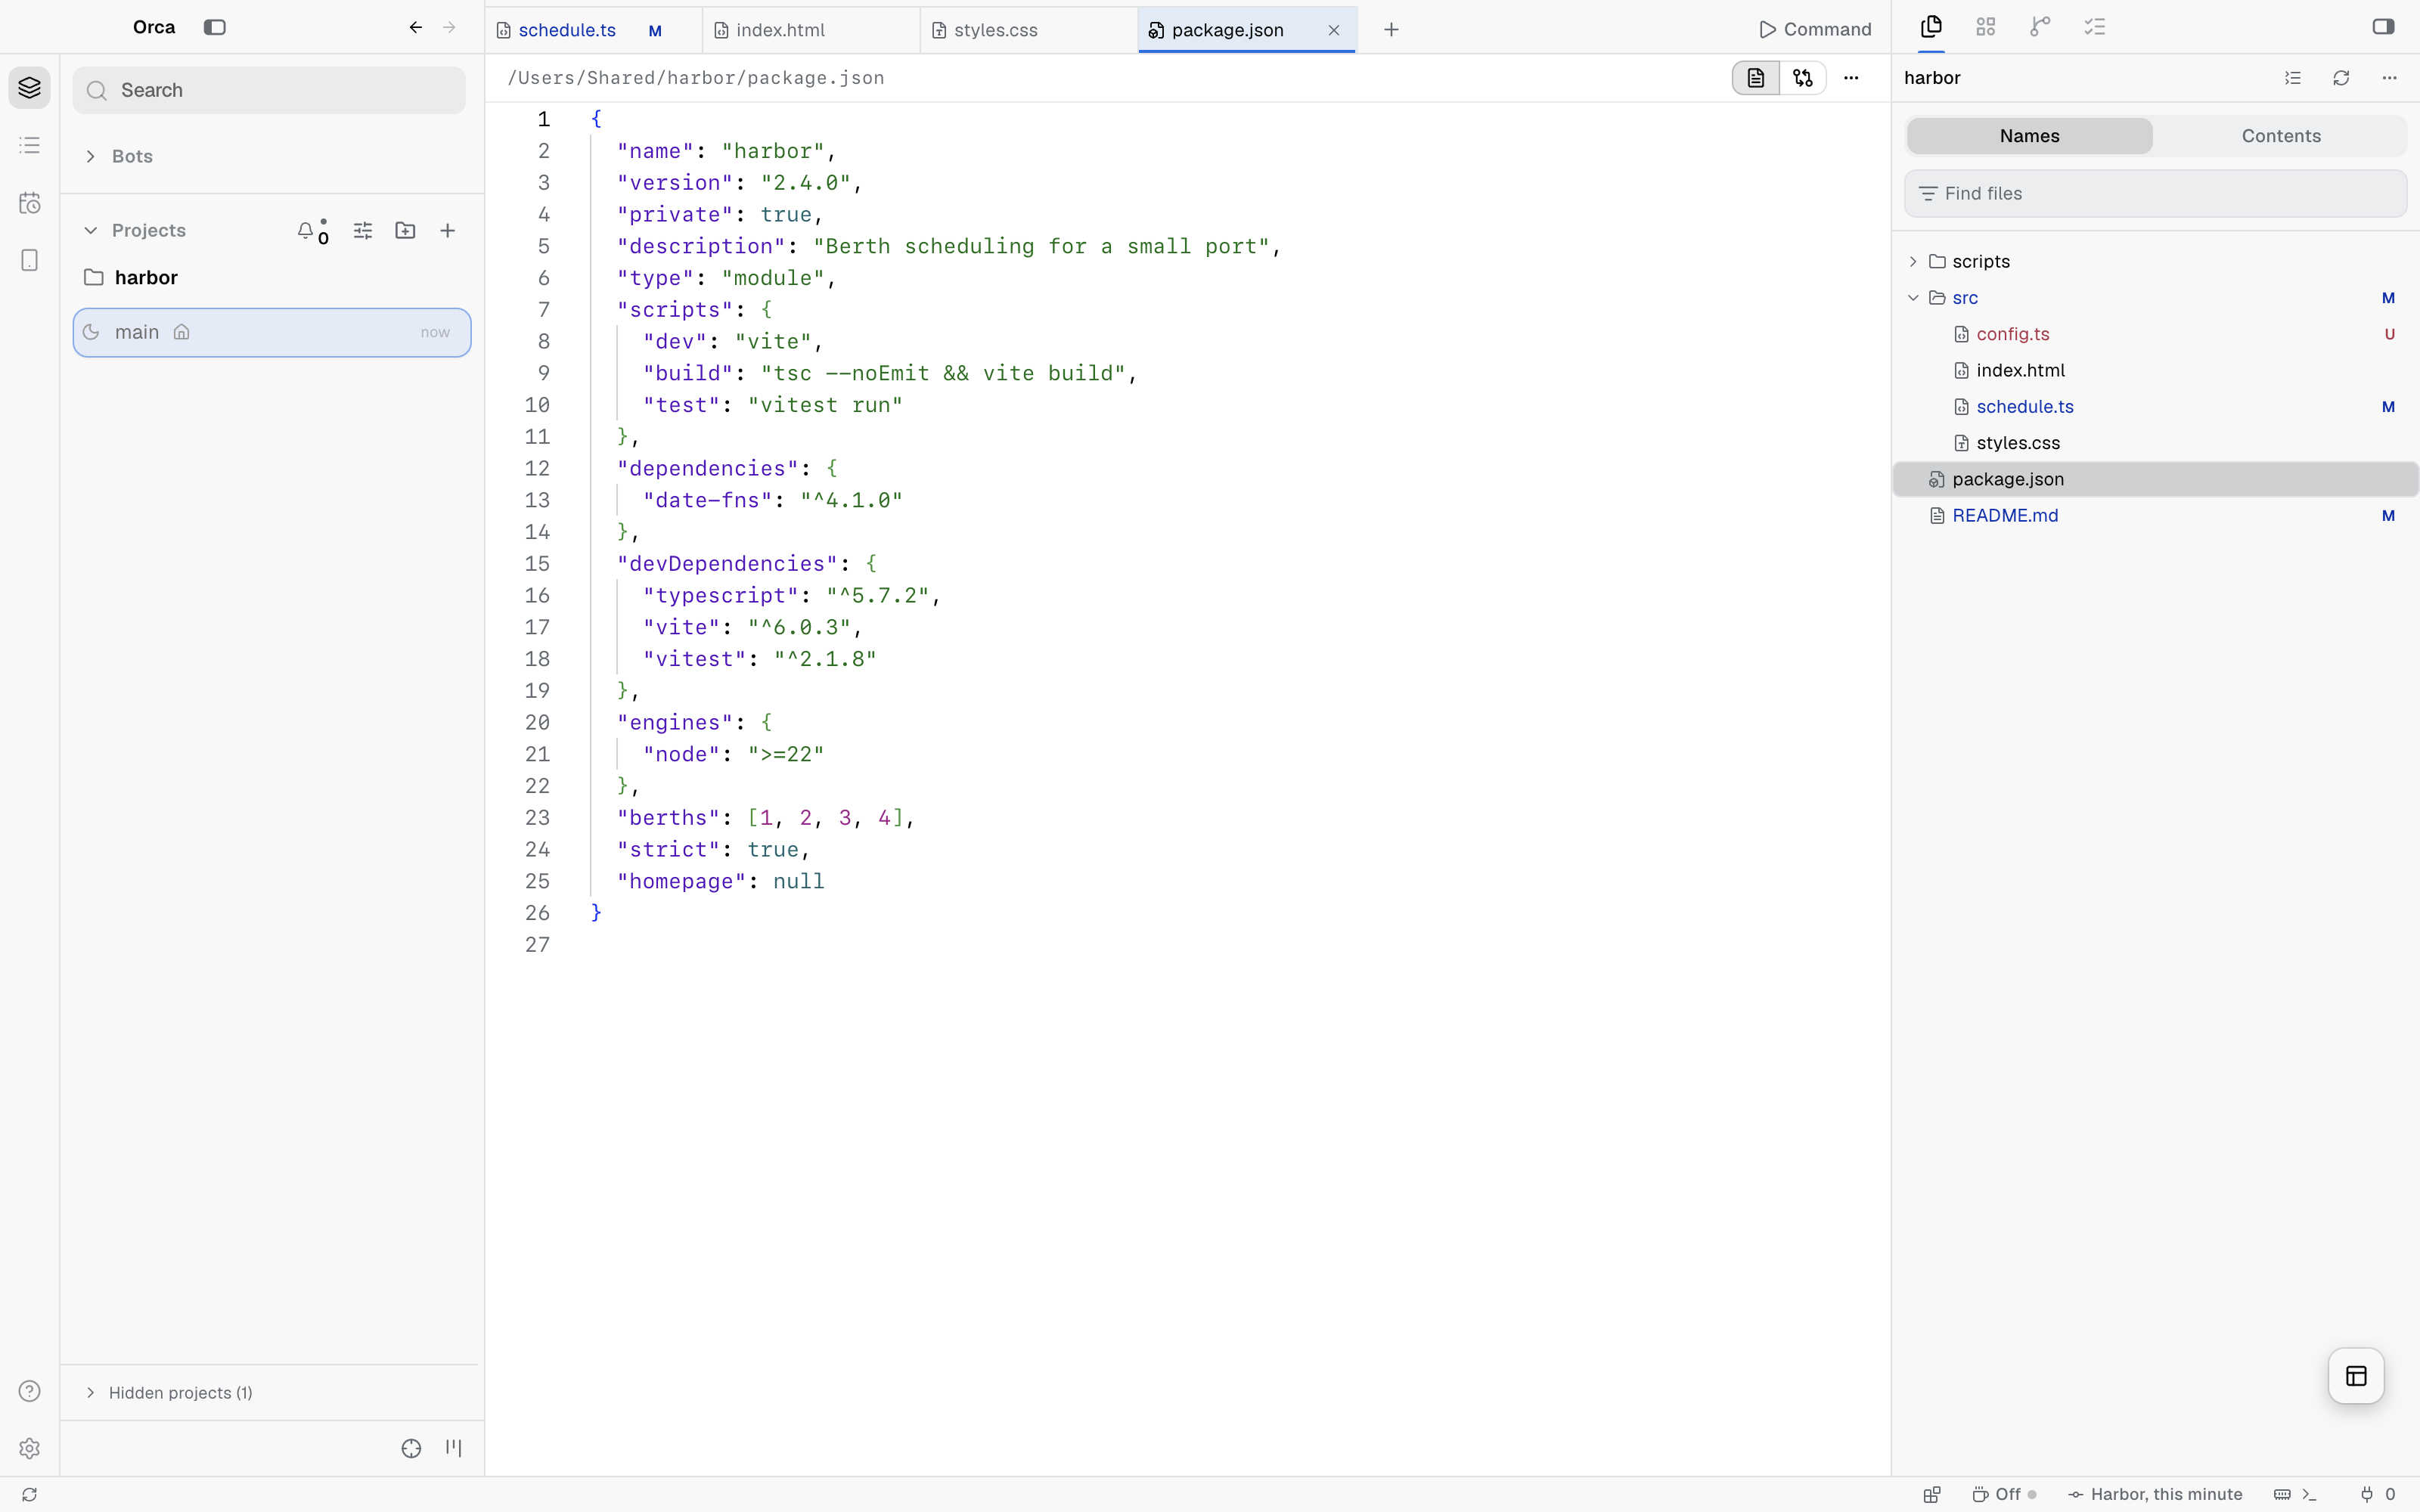 Orca
Search
Bots
Projects
0
harbor
main
now
Hidden projects (1)
schedule.ts M
index.html
styles.css
package.json
Command
/Users/Shared/harbor/package.json
1 {
2 "name": "harbor",
3 "version": "2.4.0",
4 "private": true,
5 "description": "Berth scheduling for a small port",
6 "type": "module",
7 "scripts": {
8 "dev": "vite",
9 "build": "tsc --noEmit && vite build",
10 "test": "vitest run"
11 },
12 "dependencies": {
13 "date-fns": "^4.1.0"
14 },
15 "devDependencies": {
16 "typescript": "^5.7.2",
17 "vite": "^6.0.3",
18 "vitest": "^2.1.8"
19 },
20 "engines": {
21 "node": ">=22"
22 },
23 "berths": [1, 2, 3, 4],
24 "strict": true,
25 "homepage": null
26 }
27
harbor
Names
Contents
Find files
scripts
src M
config.ts U
index.html
schedule.ts M
styles.css
package.json
README.md M
Off
Harbor, this minute
0